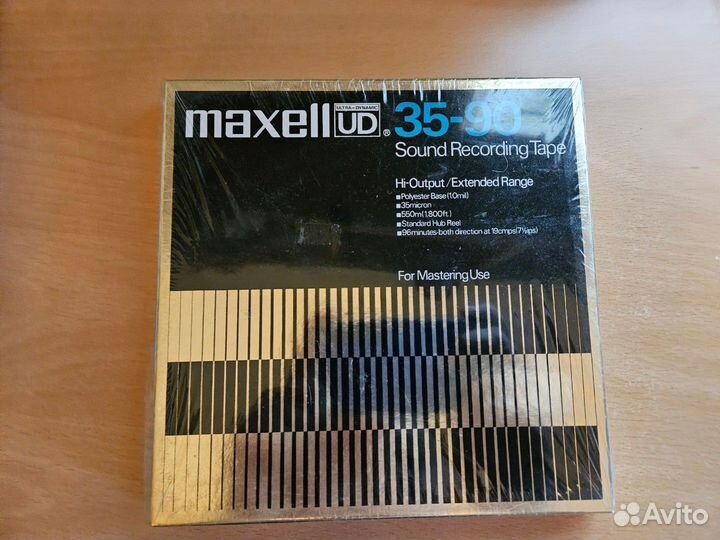 maxell ULTRA-DYNAMIC UD ® 35-90
Sound Recording Tape
Hi-Output/Extended Range
■Polyester Base(1.0mil)
■35micron
■550m(1,800ft.)
■Standard Hub Reel
■96minutes-both direction at 19cmps(7½ips)
For Mastering Use
Avito